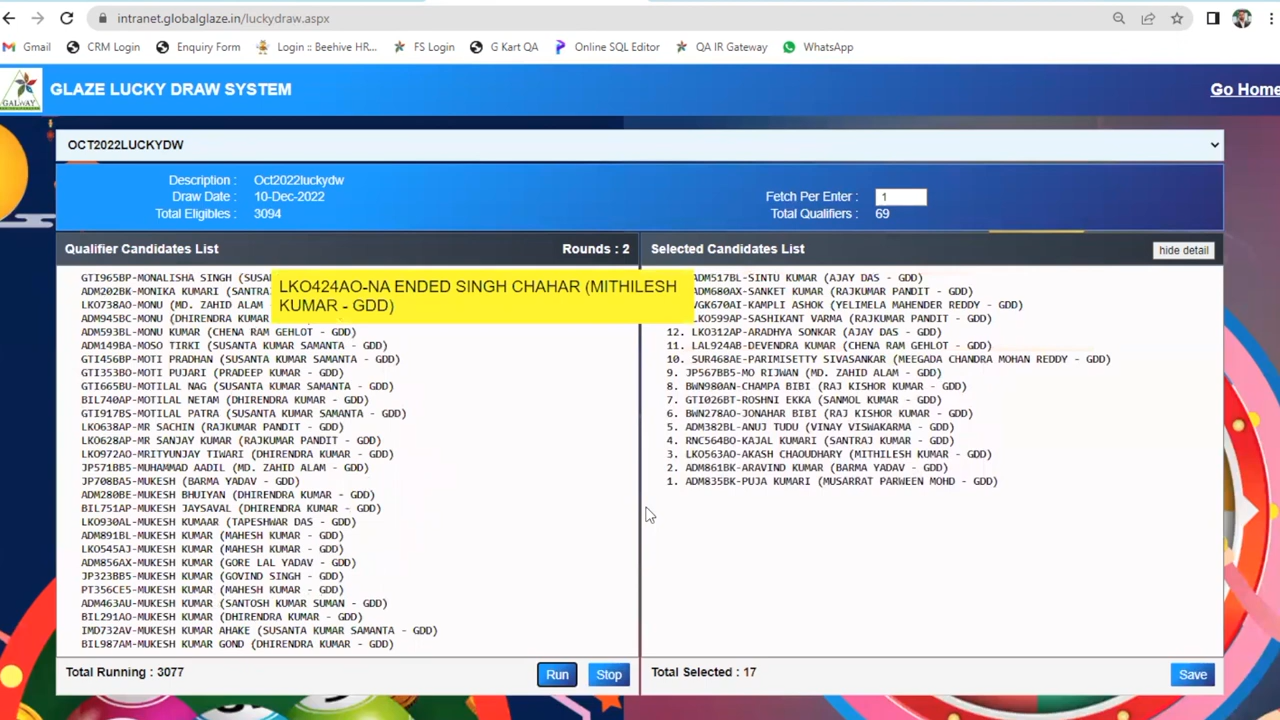 intranet.globalglaze.in/luckydraw.aspx
Gmail CRM Login Enquiry Form Login :: Beehive HR... FS Login G Kart QA Online SQL Editor QA IR Gateway WhatsApp
GALWAY
GLAZE LUCKY DRAW SYSTEM
Go Home
OCT2022LUCKYDW
Description : Oct2022luckydw
Draw Date : 10-Dec-2022
Total Eligibles : 3094
Fetch Per Enter : 1
Total Qualifiers : 69
Qualifier Candidates List Rounds : 2
GTI965BP-MONALISHA SINGH
ADM202BK-MONIKA KUMARI
LKO738AO-MONU (MD. ZAHID ALAM
ADM945BC-MONU (DHIRENDRA KUMAR
ADM593BL-MONU KUMAR (CHENA RAM GEHLOT - GDD)
ADM149BA-MOSO TIRKI (SUSANTA KUMAR SAMANTA - GDD)
GTI456BP-MOTI PRADHAN (SUSANTA KUMAR SAMANTA - GDD)
GTI353BO-MOTI PUJARI (PRADEEP KUMAR - GDD)
GTI665BU-MOTILAL NAG (SUSANTA KUMAR SAMANTA - GDD)
BIL740AP-MOTILAL NETAM (DHIRENDRA KUMAR - GDD)
GTI917BS-MOTILAL PATRA (SUSANTA KUMAR SAMANTA - GDD)
LKO638AP-MR SACHIN (RAJKUMAR PANDIT - GDD)
LKO628AP-MR SANJAY KUMAR (RAJKUMAR PANDIT - GDD)
LKO972AO-MRITYUNJAY TIWARI (DHIRENDRA KUMAR - GDD)
JP571BB5-MUHAMMAD AADIL (MD. ZAHID ALAM - GDD)
JP708BA5-MUKESH (BARMA YADAV - GDD)
ADM280BE-MUKESH BHUIYAN (DHIRENDRA KUMAR - GDD)
BIL751AP-MUKESH JAYSAVAL (DHIRENDRA KUMAR - GDD)
LKO930AL-MUKESH KUMAAR (TAPESHWAR DAS - GDD)
ADM891BL-MUKESH KUMAR (MAHESH KUMAR - GDD)
LKO545AJ-MUKESH KUMAR (MAHESH KUMAR - GDD)
ADM856AX-MUKESH KUMAR (GORE LAL YADAV - GDD)
JP323BB5-MUKESH KUMAR (GOVIND SINGH - GDD)
PT356CE5-MUKESH KUMAR (MAHESH KUMAR - GDD)
ADM463AU-MUKESH KUMAR (SANTOSH KUMAR SUMAN - GDD)
BIL291AO-MUKESH KUMAR (DHIRENDRA KUMAR - GDD)
IMD732AV-MUKESH KUMAR AHAKE (SUSANTA KUMAR SAMANTA - GDD)
BIL987AM-MUKESH KUMAR GOND (DHIRENDRA KUMAR - GDD)
Total Running : 3077 Run Stop
LKO424AO-NA ENDED SINGH CHAHAR (MITHILESH
KUMAR - GDD)
Selected Candidates List hide detail
ADM517BL-SINTU KUMAR (AJAY DAS - GDD)
ADM680AX-SANKET KUMAR (RAJKUMAR PANDIT - GDD)
VGK670AI-KAMPLI ASHOK (YELIMELA MAHENDER REDDY - GDD)
LKO599AP-SASHIKANT VARMA (RAJKUMAR PANDIT - GDD)
12. LKO312AP-ARADHYA SONKAR (AJAY DAS - GDD)
11. LAL924AB-DEVENDRA KUMAR (CHENA RAM GEHLOT - GDD)
10. SUR468AE-PARIMISETTY SIVASANKAR (MEEGADA CHANDRA MOHAN REDDY - GDD)
9. JP567BB5-MO RIJWAN (MD. ZAHID ALAM - GDD)
8. BWN980AN-CHAMPA BIBI (RAJ KISHOR KUMAR - GDD)
7. GTI026BT-ROSHNI EKKA (SANMOL KUMAR - GDD)
6. BWN278AO-JONAHAR BIBI (RAJ KISHOR KUMAR - GDD)
5. ADM382BL-ANUJ TUDU (VINAY VISWAKARMA - GDD)
4. RNC564BO-KAJAL KUMARI (SANTRAJ KUMAR - GDD)
3. LKO563AO-AKASH CHAOUDHARY (MITHILESH KUMAR - GDD)
2. ADM861BK-ARAVIND KUMAR (BARMA YADAV - GDD)
1. ADM835BK-PUJA KUMARI (MUSARRAT PARWEEN MOHD - GDD)
Total Selected : 17 Save